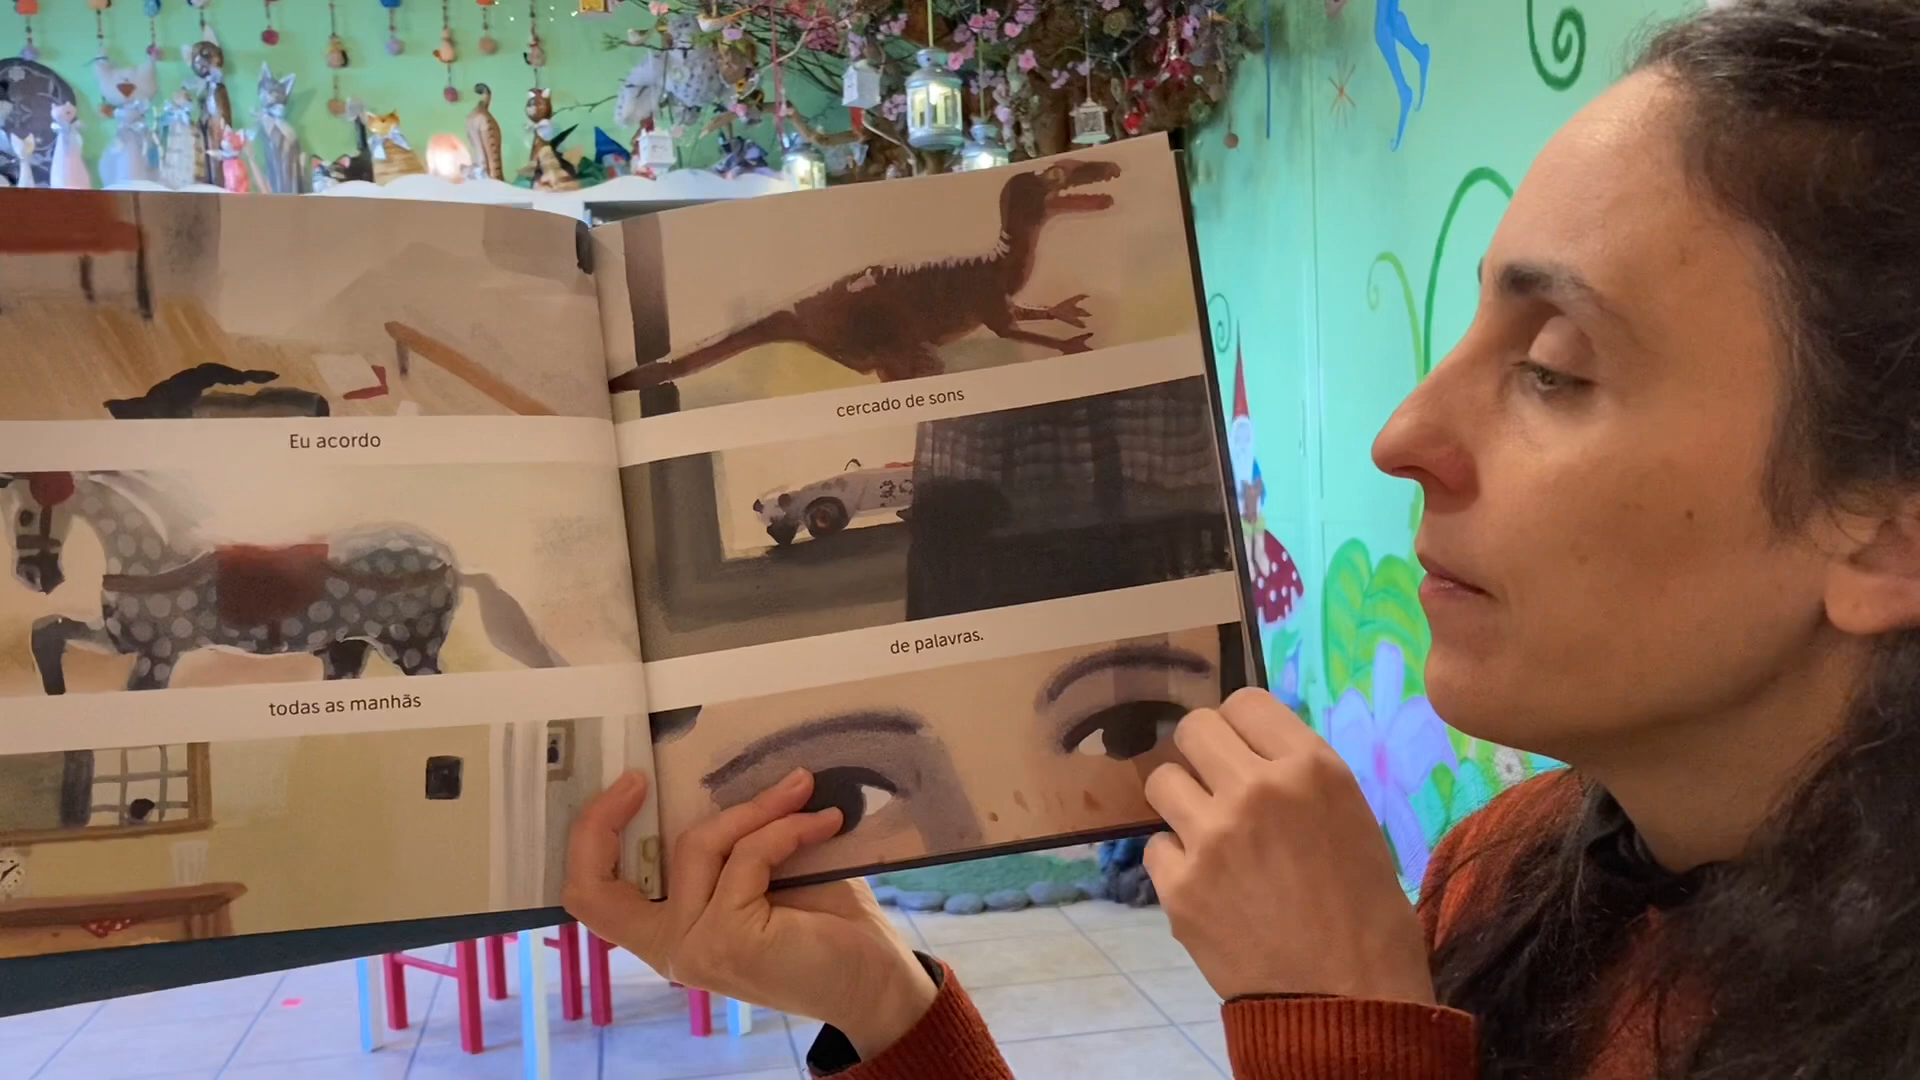 Eu acordo
todas as manhãs
cercado de sons
de palavras.